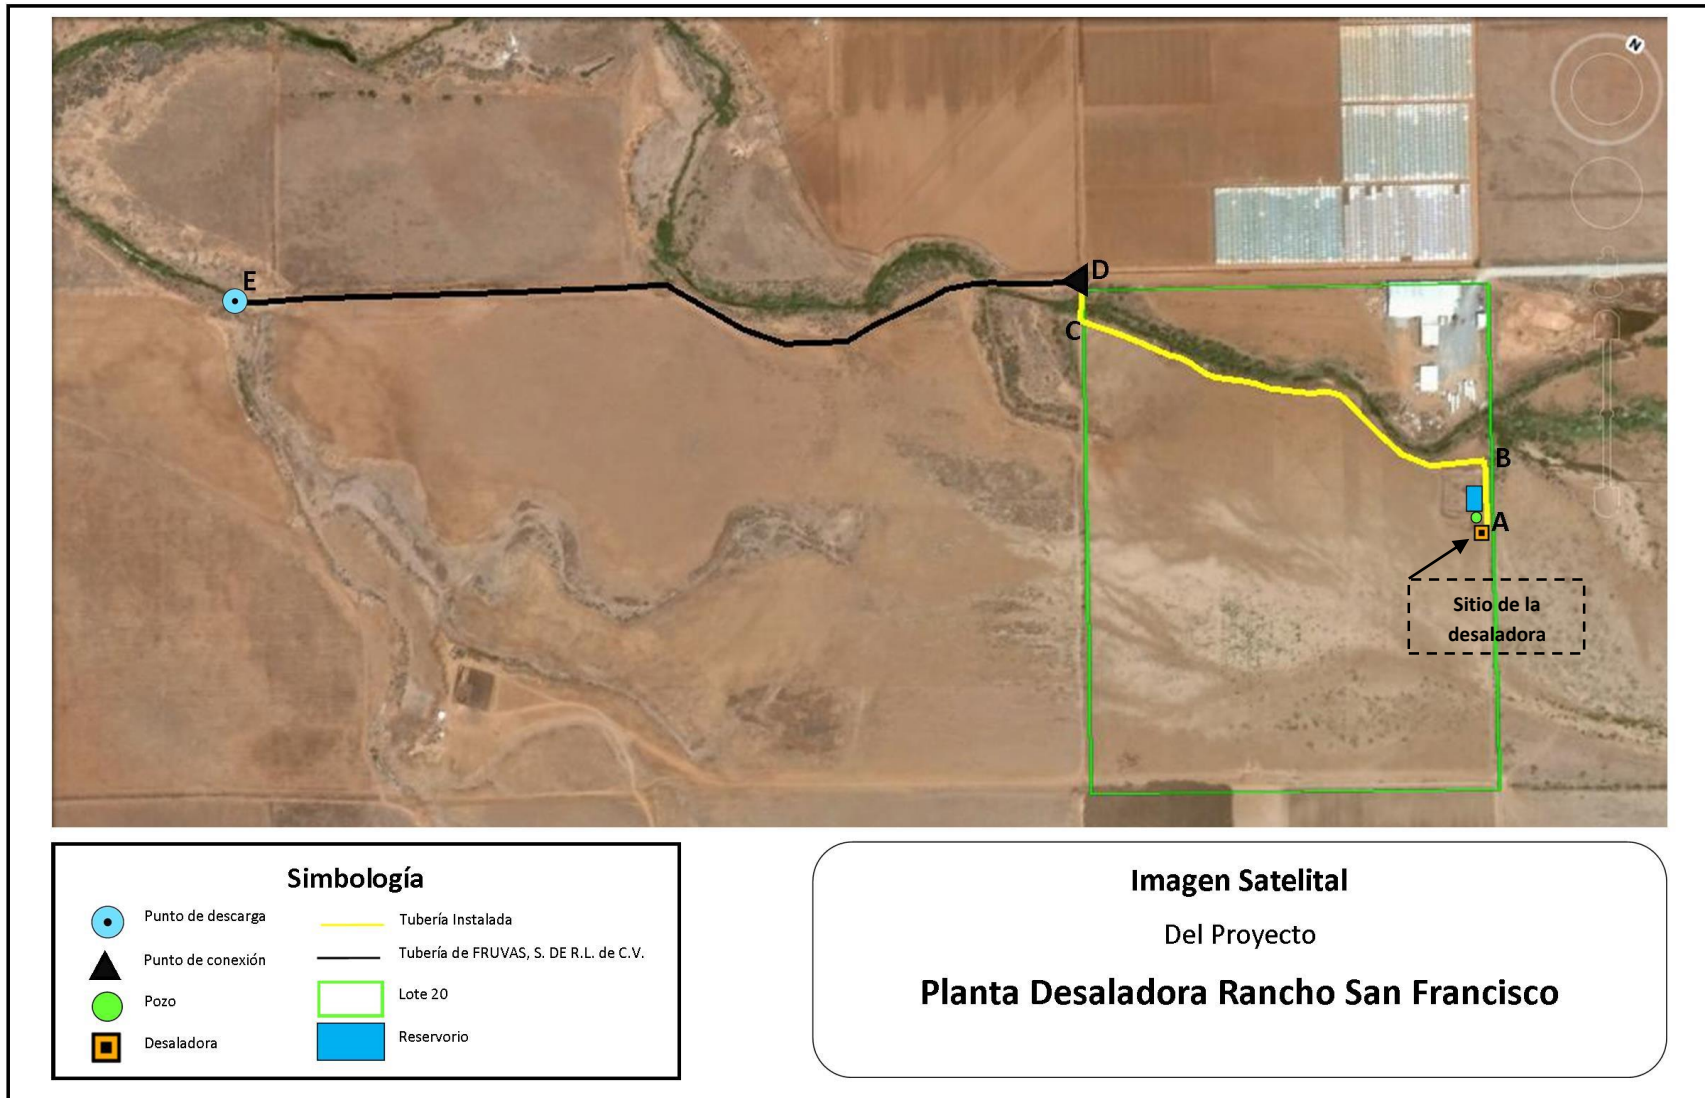 N
E
D
C
B
A
Sitio de la
desaladora
Simbología
Punto de descarga
Punto de conexión
Pozo
Desaladora
Tubería Instalada
Tubería de FRUVAS, S. DE R.L. de C.V.
Lote 20
Reservorio
Imagen Satelital
Del Proyecto
Planta Desaladora Rancho San Francisco